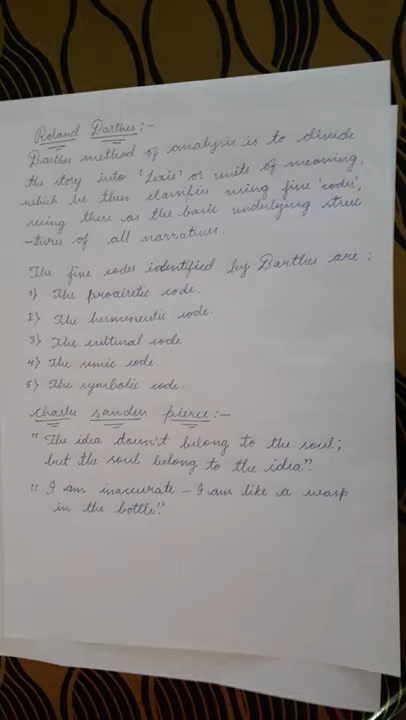 Roland Barthes:-
Barthes method of analysis is to divide
the story into 'Lexis' or units of meaning,
which he then classifies using five 'codes',
seeing these as the basic underlying struc
-tures of all narratives.
The five codes identified by Barthes are :
1) The proairetic code.
2) The hermeneutic code.
3) The cultural code
4) The semic code.
5) The symbolic code.
Charles sanders pierce:-
"The idea doesn't belong to the soul;
but the soul belong to the idea".
"I am inaccurate - I am like a wasp
in the bottle".